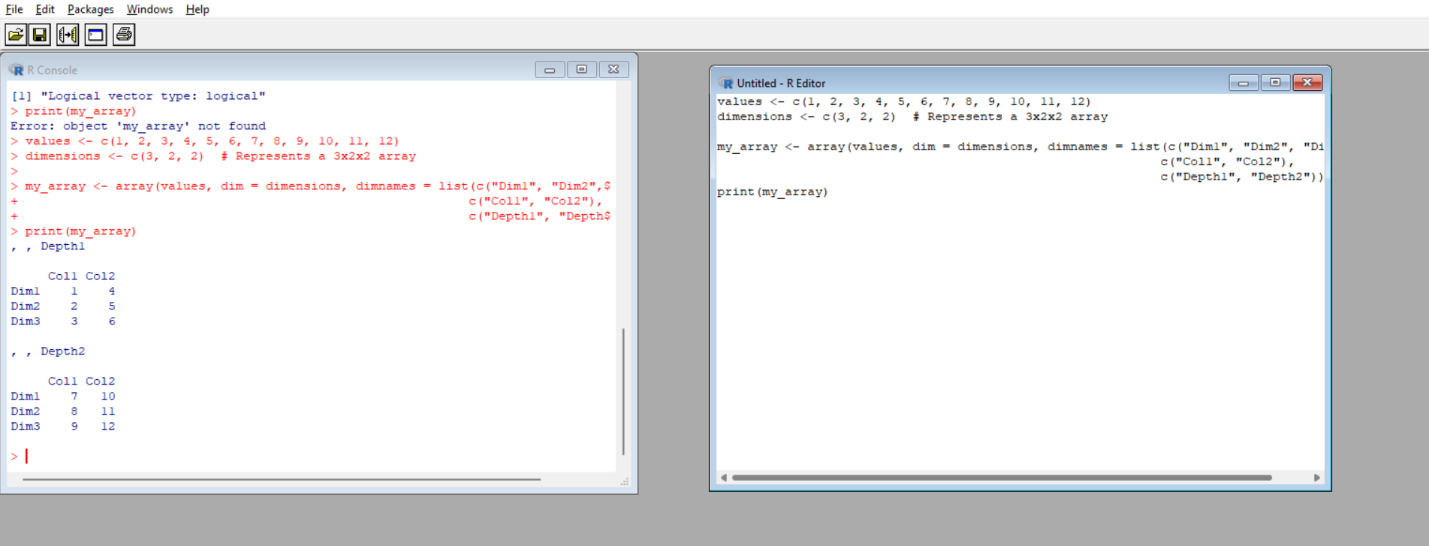 File Edit Packages Windows Help
R Console
[1] "Logical vector type: logical"
> print(my_array)
Error: object 'my_array' not found
> values <- c(1, 2, 3, 4, 5, 6, 7, 8, 9, 10, 11, 12)
> dimensions <- c(3, 2, 2)  # Represents a 3x2x2 array
>
> my_array <- array(values, dim = dimensions, dimnames = list(c("Dim1", "Dim2",$
+                                                             c("Col1", "Col2"),
+                                                             c("Depth1", "Depth$
> print(my_array)
, , Depth1
     Col1 Col2
Dim1    1    4
Dim2    2    5
Dim3    3    6
, , Depth2
     Col1 Col2
Dim1    7   10
Dim2    8   11
Dim3    9   12
>
Untitled - R Editor
values <- c(1, 2, 3, 4, 5, 6, 7, 8, 9, 10, 11, 12)
dimensions <- c(3, 2, 2)  # Represents a 3x2x2 array
my_array <- array(values, dim = dimensions, dimnames = list(c("Dim1", "Dim2", "Di
                                                           c("Col1", "Col2"),
                                                           c("Depth1", "Depth2"))
print(my_array)